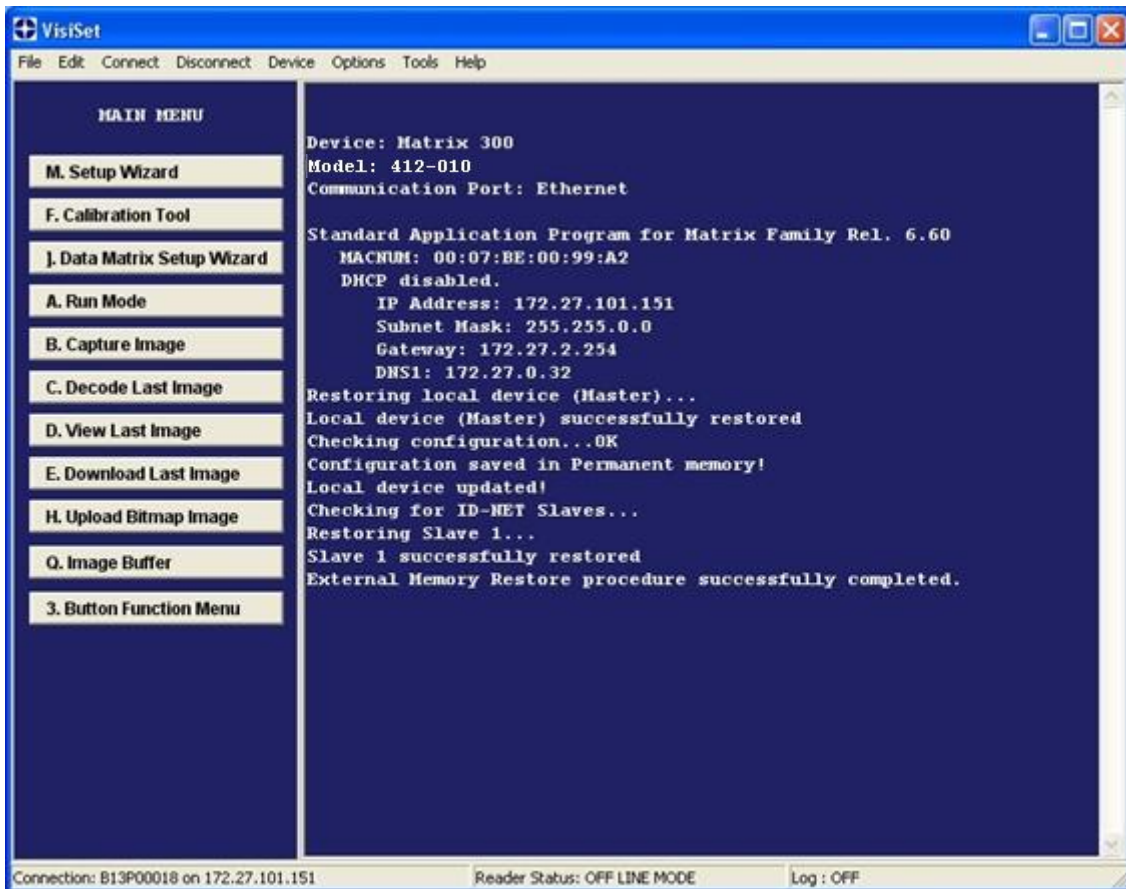 VisiSet
File Edit Connect Disconnect Device Options Tools Help
MAIN MENU
M. Setup Wizard
F. Calibration Tool
J. Data Matrix Setup Wizard
A. Run Mode
B. Capture Image
C. Decode Last Image
D. View Last Image
E. Download Last Image
H. Upload Bitmap Image
Q. Image Buffer
3. Button Function Menu
Device: Matrix 300
Model: 412-010
Communication Port: Ethernet
Standard Application Program for Matrix Family Rel. 6.60
MACNUM: 00:07:BE:00:99:A2
DHCP disabled.
IP Address: 172.27.101.151
Subnet Mask: 255.255.0.0
Gateway: 172.27.2.254
DNS1: 172.27.0.32
Restoring local device (Master)...
Local device (Master) successfully restored
Checking configuration...OK
Configuration saved in Permanent memory!
Local device updated!
Checking for ID-NET Slaves...
Restoring Slave 1...
Slave 1 successfully restored
External Memory Restore procedure successfully completed.
Connection: B13P00018 on 172.27.101.151 Reader Status: OFF LINE MODE Log : OFF